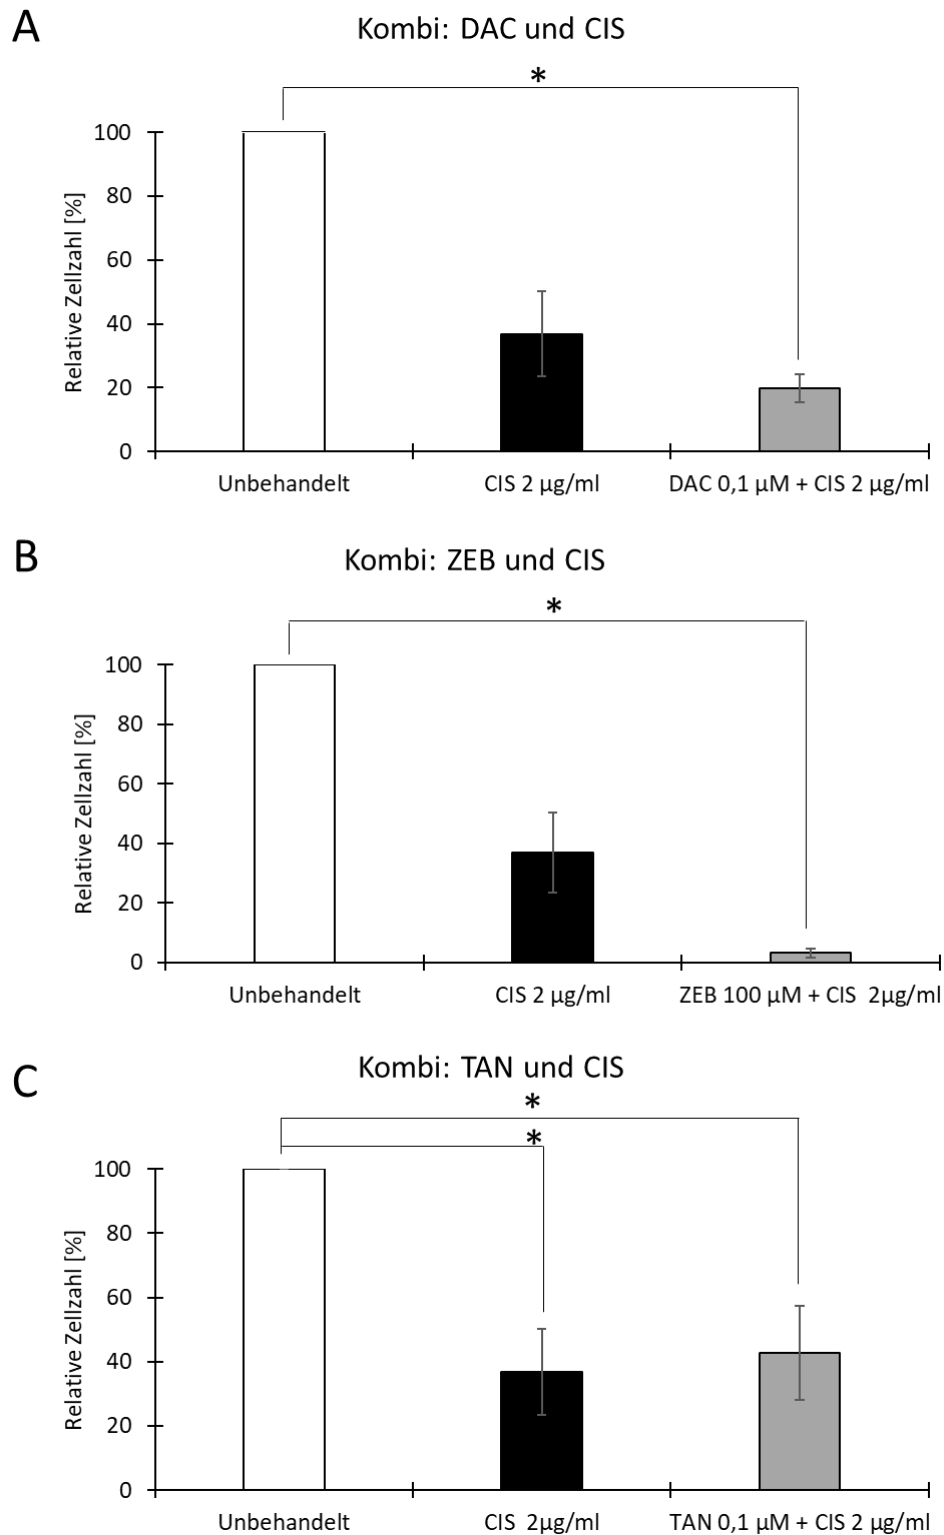 A
Kombi: DAC und CIS
*
Relative Zellzahl [%]
100
80
60
40
20
0
Unbehandelt CIS 2 µg/ml DAC 0,1 µM + CIS 2 µg/ml
B
Kombi: ZEB und CIS
*
Relative Zellzahl [%]
100
80
60
40
20
0
Unbehandelt CIS 2 µg/ml ZEB 100 µM + CIS 2µg/ml
C
Kombi: TAN und CIS
*
*
Relative Zellzahl [%]
100
80
60
40
20
0
Unbehandelt CIS 2µg/ml TAN 0,1 µM + CIS 2 µg/ml